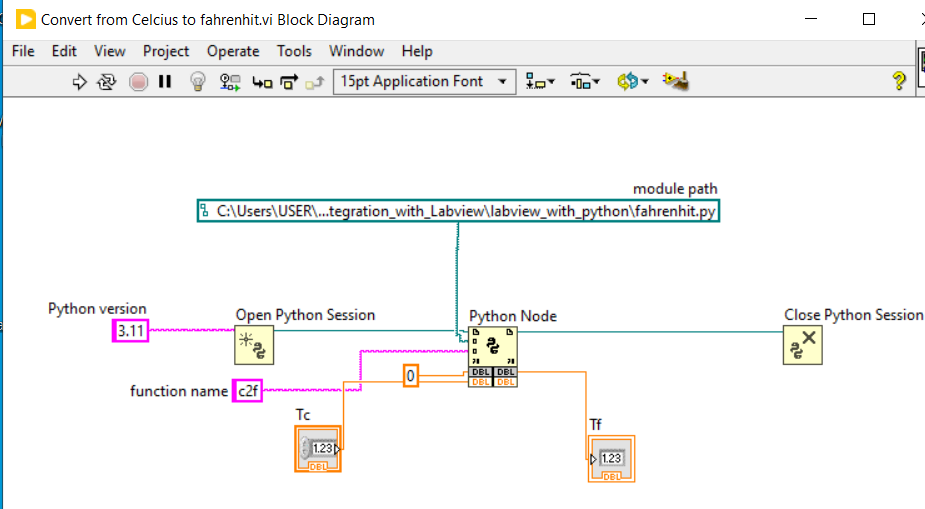 Convert from Celcius to fahrenhit.vi Block Diagram
File Edit View Project Operate Tools Window Help
15pt Application Font
?
module path
C:\Users\USER\...tegration_with_Labview\labview_with_python\fahrenhit.py
Python version
3.11
Open Python Session
Python Node
Close Python Session
DBL DBL
DBL DBL
0
function name c2f
Tc
1.23
DBL
Tf
1.23
DBL